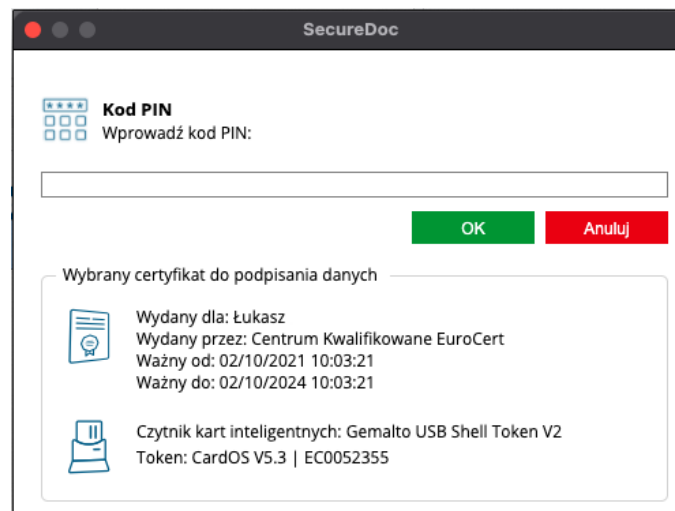 SecureDoc
****
Kod PIN
Wprowadź kod PIN:
OK
Anuluj
Wybrany certyfikat do podpisania danych
Wydany dla: Łukasz
Wydany przez: Centrum Kwalifikowane EuroCert
Ważny od: 02/10/2021 10:03:21
Ważny do: 02/10/2024 10:03:21
Czytnik kart inteligentnych: Gemalto USB Shell Token V2
Token: CardOS V5.3 | EC0052355